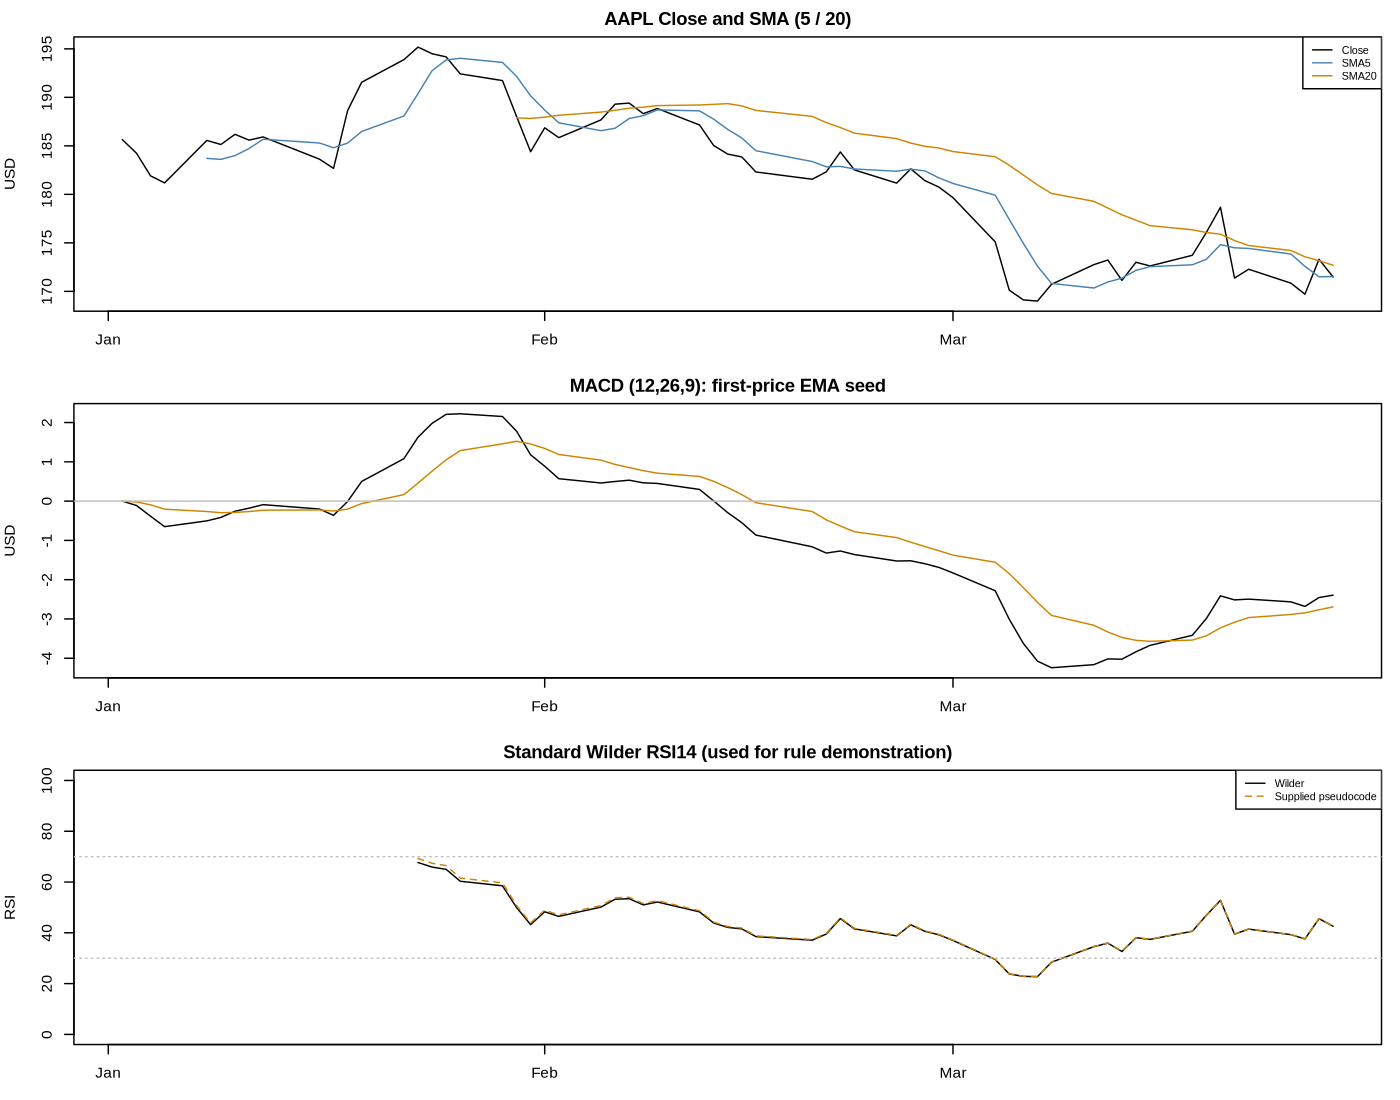 AAPL Close and SMA (5 / 20)
USD
195
190
185
180
175
170
Close
SMA5
SMA20
Jan
Feb
Mar
MACD (12,26,9): first-price EMA seed
USD
2
1
0
-1
-2
-3
-4
Jan
Feb
Mar
Standard Wilder RSI14 (used for rule demonstration)
RSI
100
80
60
40
20
0
Wilder
Supplied pseudocode
Jan
Feb
Mar